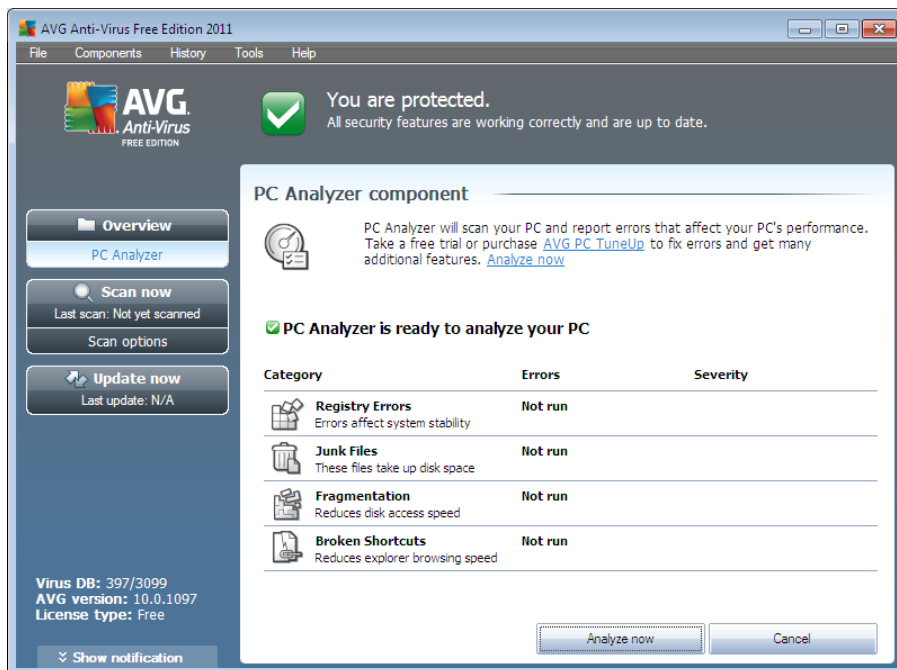 AVG Anti-Virus Free Edition 2011
File Components History Tools Help
AVG.
Anti-Virus
FREE EDITION
You are protected.
All security features are working correctly and are up to date.
Overview
PC Analyzer
Scan now
Last scan: Not yet scanned
Scan options
Update now
Last update: N/A
Virus DB: 397/3099
AVG version: 10.0.1097
License type: Free
Show notification
PC Analyzer component
PC Analyzer will scan your PC and report errors that affect your PC's performance.
Take a free trial or purchase AVG PC TuneUp to fix errors and get many
additional features. Analyze now
PC Analyzer is ready to analyze your PC
Category Errors Severity
Registry Errors Not run
Errors affect system stability
Junk Files Not run
These files take up disk space
Fragmentation Not run
Reduces disk access speed
Broken Shortcuts Not run
Reduces explorer browsing speed
Analyze now Cancel